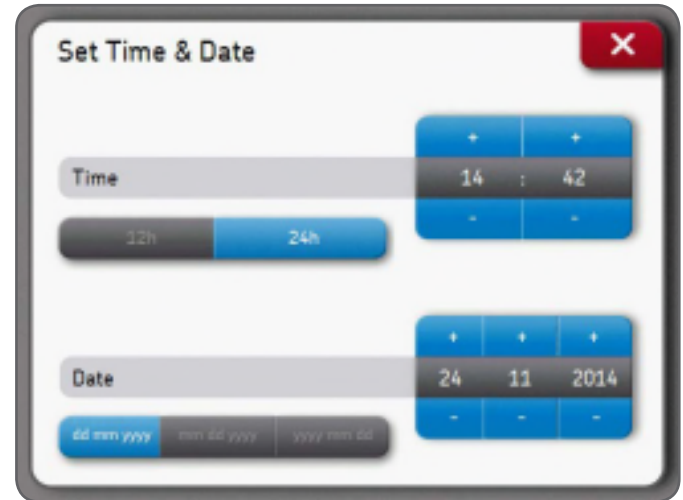 Set Time & Date
×
+ +
Time 14 : 42
12h 24h - -
+ + +
Date 24 11 2014
dd mm yyyy mm dd yyyy yyyy mm dd - - -